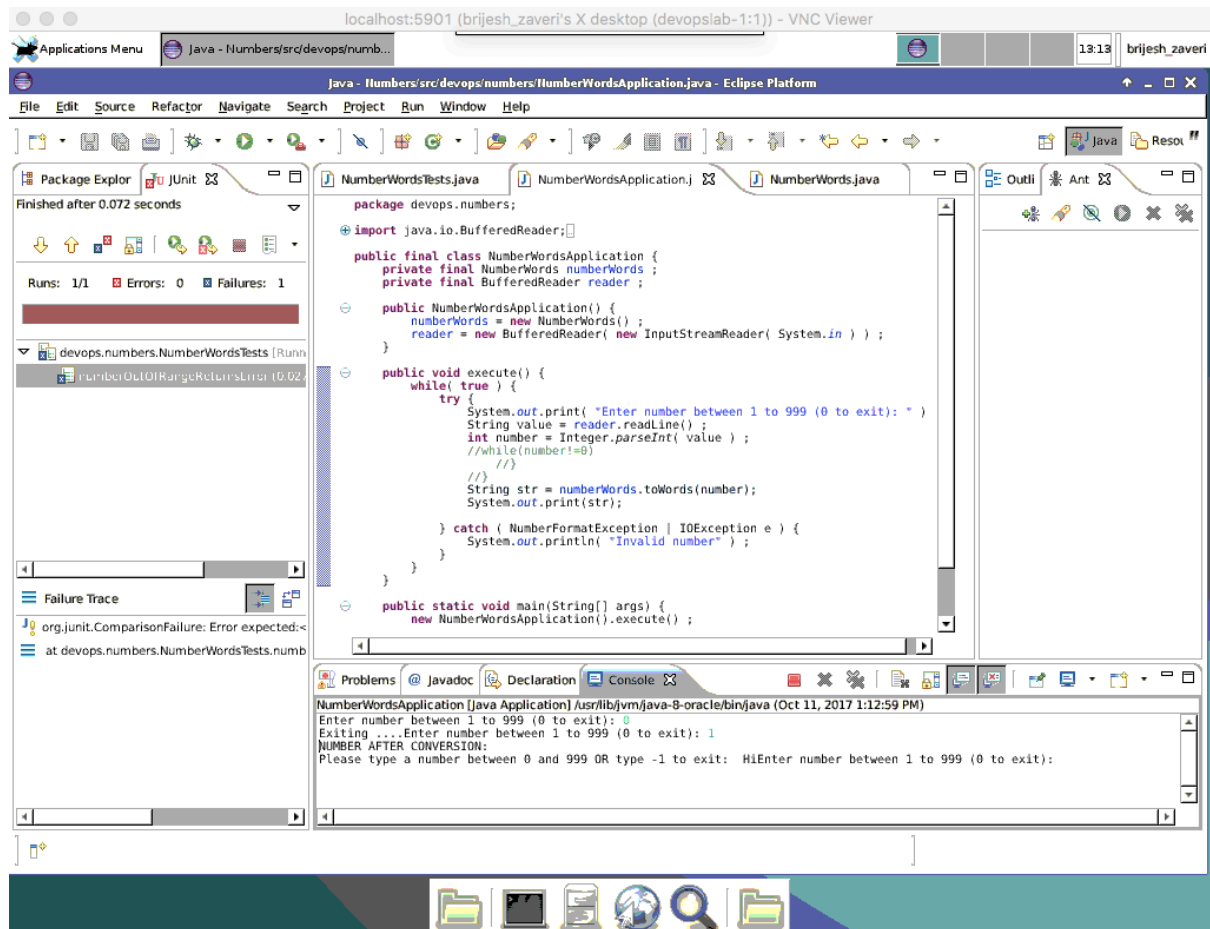 localhost:5901 (brijesh_zaveri's X desktop (devopslab-1:1)) - VNC Viewer
Applications Menu
Java - Numbers/src/devops/numb...
13:13
brijesh_zaveri
Java - Numbers/src/devops/numbers/NumberWordsApplication.java - Eclipse Platform
File Edit Source Refactor Navigate Search Project Run Window Help
Java
Resou
Package Explor
JUnit
Finished after 0.072 seconds
Runs: 1/1 Errors: 0 Failures: 1
devops.numbers.NumberWordsTests [Runn
numberOutOfRangeReturnsError (0.02
Failure Trace
org.junit.ComparisonFailure: Error expected:<
at devops.numbers.NumberWordsTests.numb
NumberWordsTests.java
NumberWordsApplication.j
NumberWords.java
package devops.numbers;
import java.io.BufferedReader;
public final class NumberWordsApplication {
private final NumberWords numberWords ;
private final BufferedReader reader ;
public NumberWordsApplication() {
numberWords = new NumberWords() ;
reader = new BufferedReader( new InputStreamReader( System.in ) ) ;
}
public void execute() {
while( true ) {
try {
System.out.print( "Enter number between 1 to 999 (0 to exit): " )
String value = reader.readLine() ;
int number = Integer.parseInt( value ) ;
//while(number!=0)
//}
//}
String str = numberWords.toWords(number);
System.out.print(str);
} catch ( NumberFormatException | IOException e ) {
System.out.println( "Invalid number" ) ;
}
}
}
public static void main(String[] args) {
new NumberWordsApplication().execute() ;
Outli
Ant
Problems
@ Javadoc
Declaration
Console
NumberWordsApplication [Java Application] /usr/lib/jvm/java-8-oracle/bin/java (Oct 11, 2017 1:12:59 PM)
Enter number between 1 to 999 (0 to exit): 0
Exiting ....Enter number between 1 to 999 (0 to exit): 1
NUMBER AFTER CONVERSION:
Please type a number between 0 and 999 OR type -1 to exit:  HiEnter number between 1 to 999 (0 to exit):